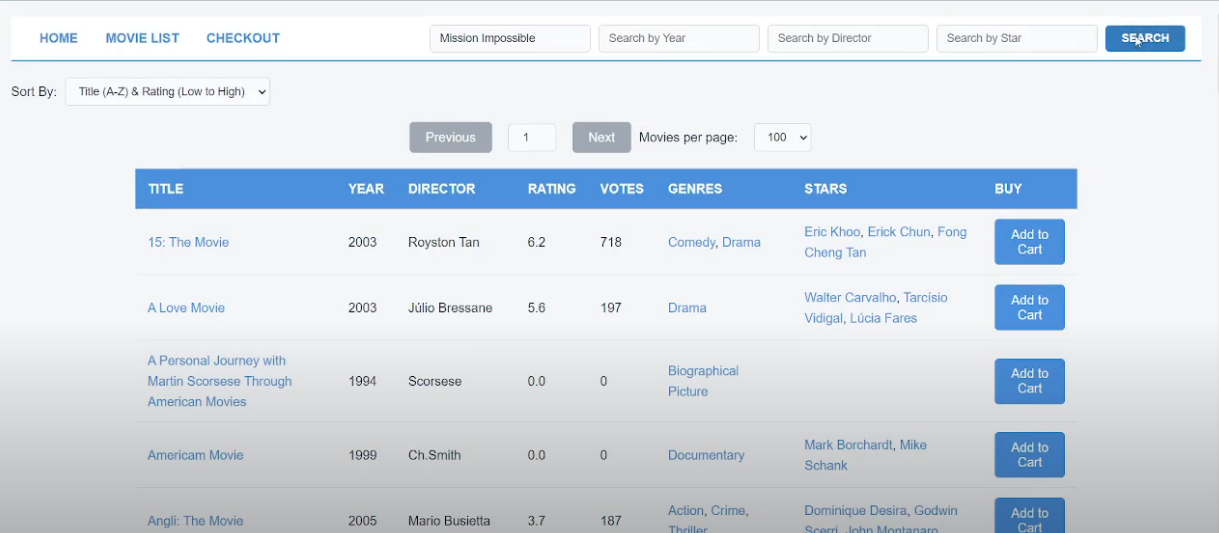 HOME MOVIE LIST CHECKOUT Mission Impossible Search by Year Search by Director Search by Star SEARCH
Sort By: Title (A-Z) & Rating (Low to High)
Previous 1 Next Movies per page: 100
TITLE YEAR DIRECTOR RATING VOTES GENRES STARS BUY
15: The Movie 2003 Royston Tan 6.2 718 Comedy, Drama Eric Khoo, Erick Chun, Fong
Cheng Tan
Add to
Cart
A Love Movie 2003 Júlio Bressane 5.6 197 Drama Walter Carvalho, Tarcísio
Vidigal, Lúcia Fares
Add to
Cart
A Personal Journey with
Martin Scorsese Through
American Movies
1994 Scorsese 0.0 0 Biographical
Picture
Add to
Cart
Americam Movie 1999 Ch.Smith 0.0 0 Documentary Mark Borchardt, Mike
Schank
Add to
Cart
Angli: The Movie 2005 Mario Busietta 3.7 187 Action, Crime,
Thriller
Dominique Desira, Godwin
Scerri, John Montanaro
Add to
Cart